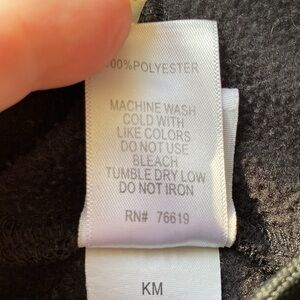 100%POLYESTER
MACHINE WASH
COLD WITH
LIKE COLORS
DO NOT USE
BLEACH
TUMBLE DRY LOW
DO NOT IRON
RN# 76619
KM